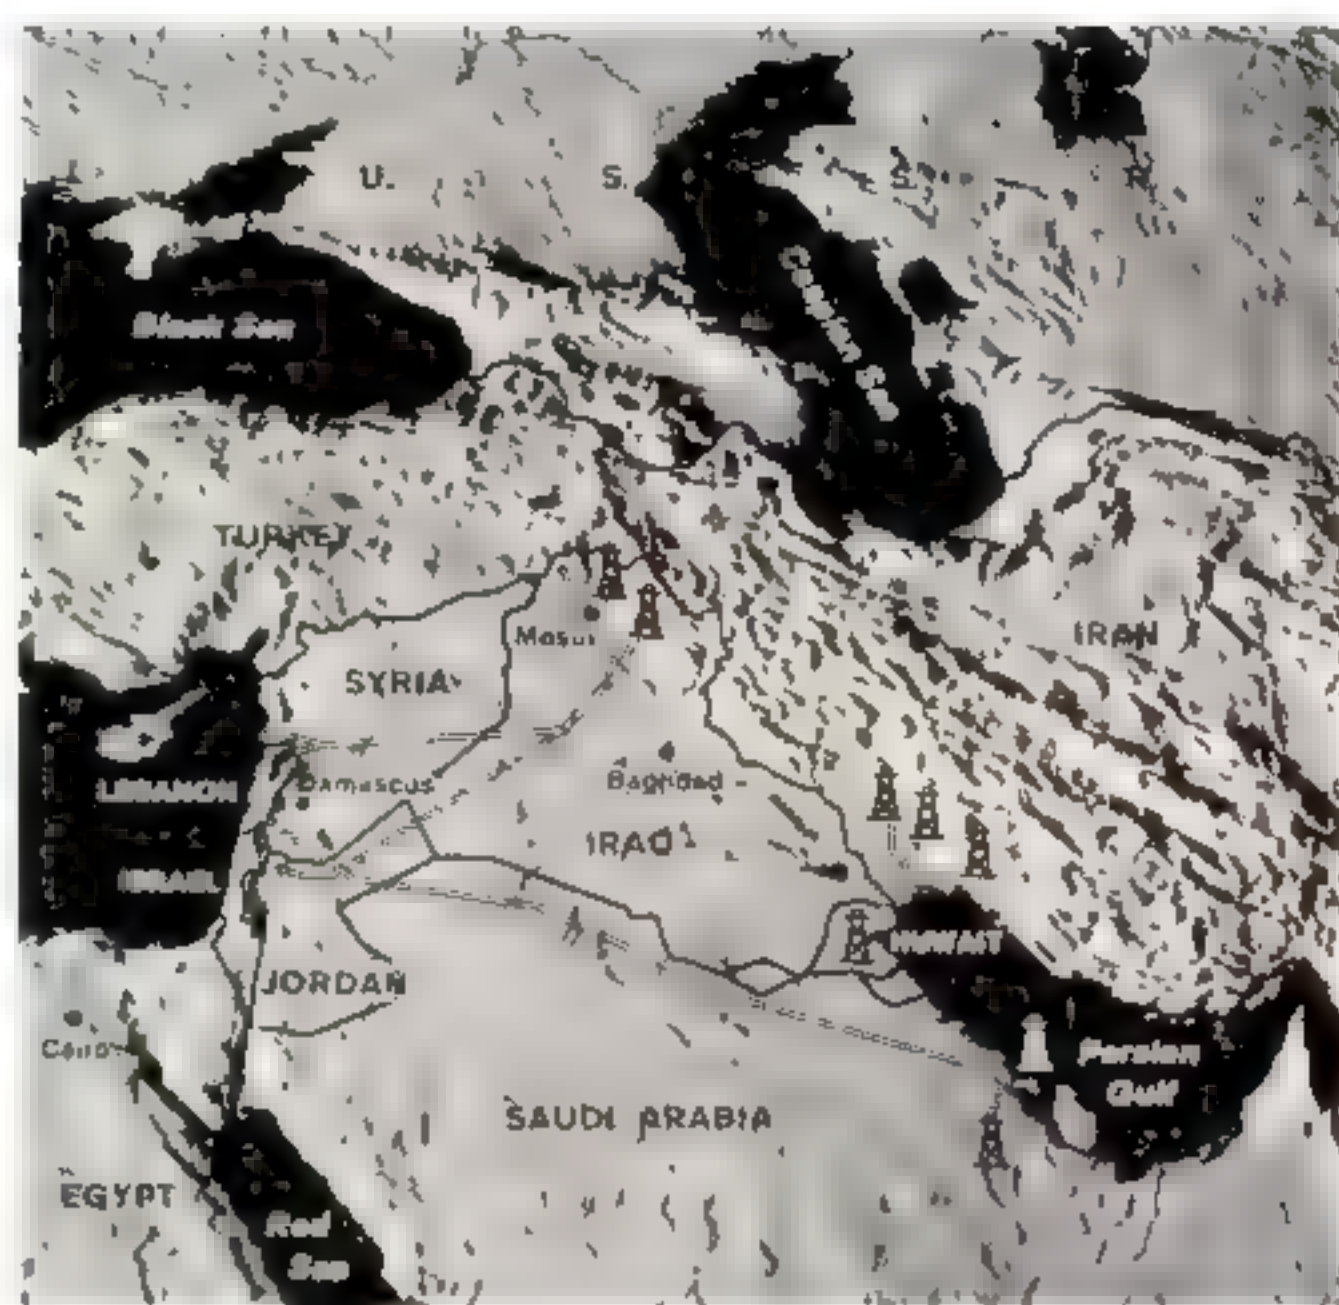 U. S. S. R.
Black Sea
Caspian Sea
TURKEY
Mosul
IRAN
SYRIA
LEBANON
Damascus
Baghdad
IRAQ
ISRAEL
KUWAIT
JORDAN
Cairo
Persian
Gulf
SAUDI ARABIA
EGYPT
Red
Sea